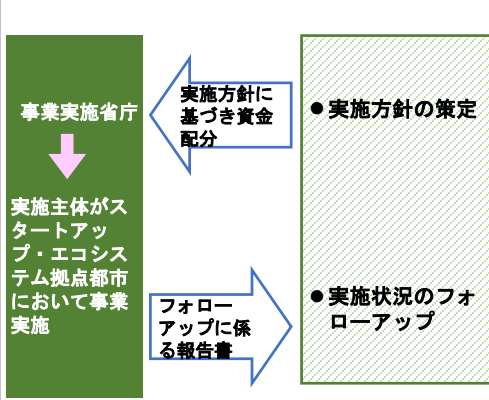 事業実施省庁
実施主体がス
タートアッ
プ・エコシス
テム拠点都市
において事業
実施
実施方針に
基づき資金
配分
フォロー
アップに係
る報告書
●実施方針の策定
●実施状況のフォ
ローアップ